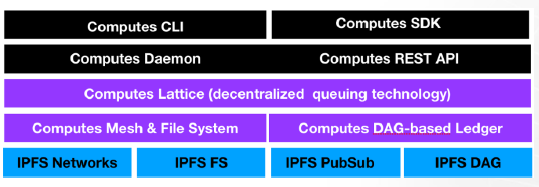 Computes CLI
Computes SDK
Computes Daemon
Computes REST API
Computes Lattice (decentralized queuing technology)
Computes Mesh & File System
Computes DAG-based Ledger
IPFS Networks
IPFS FS
IPFS PubSub
IPFS DAG